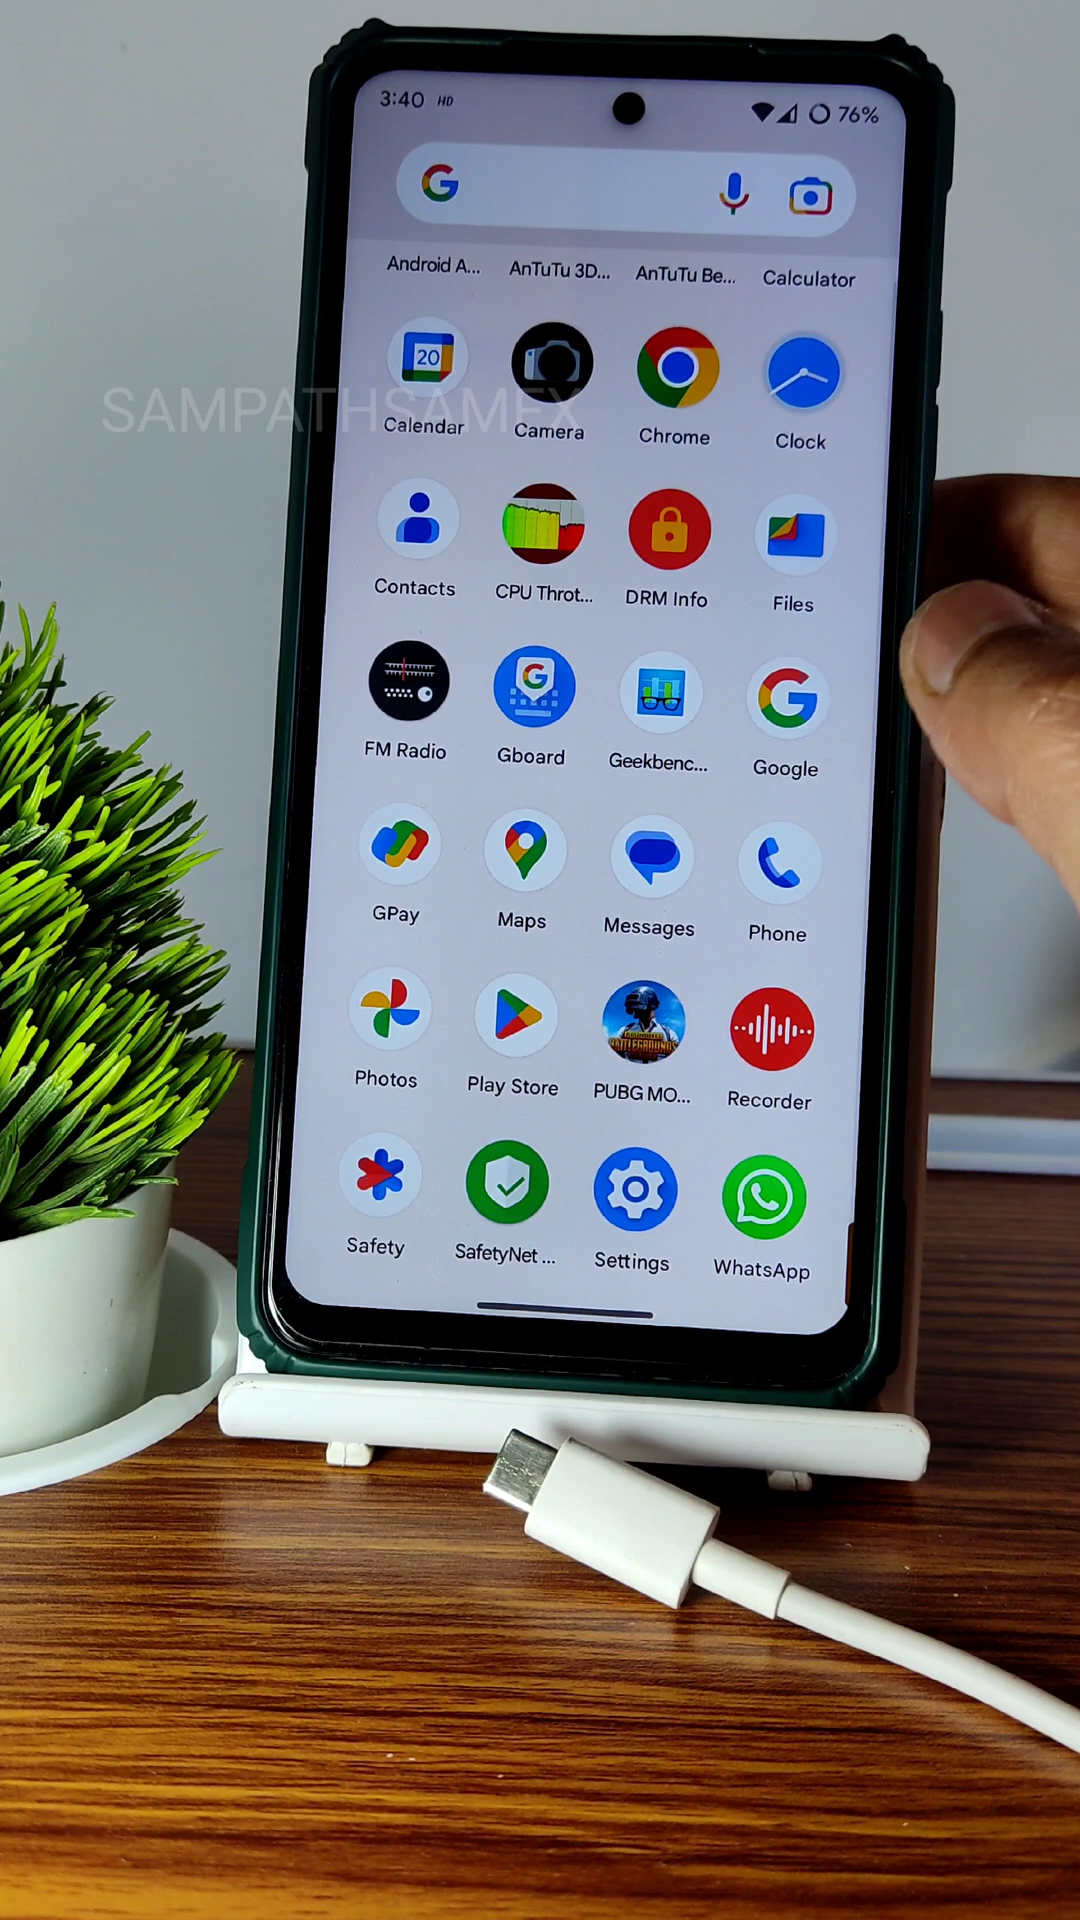 3:40 HD 76%
G
Android A... AnTuTu 3D... AnTuTu Be... Calculator
20
SAMPATHSAMEX
Calendar Camera Chrome Clock
Contacts CPU Throt... DRM Info Files
G G
FM Radio Gboard Geekbenc... Google
GPay Maps Messages Phone
BATTLEGROUNDS
Photos Play Store PUBG MO... Recorder
Safety SafetyNet ... Settings WhatsApp